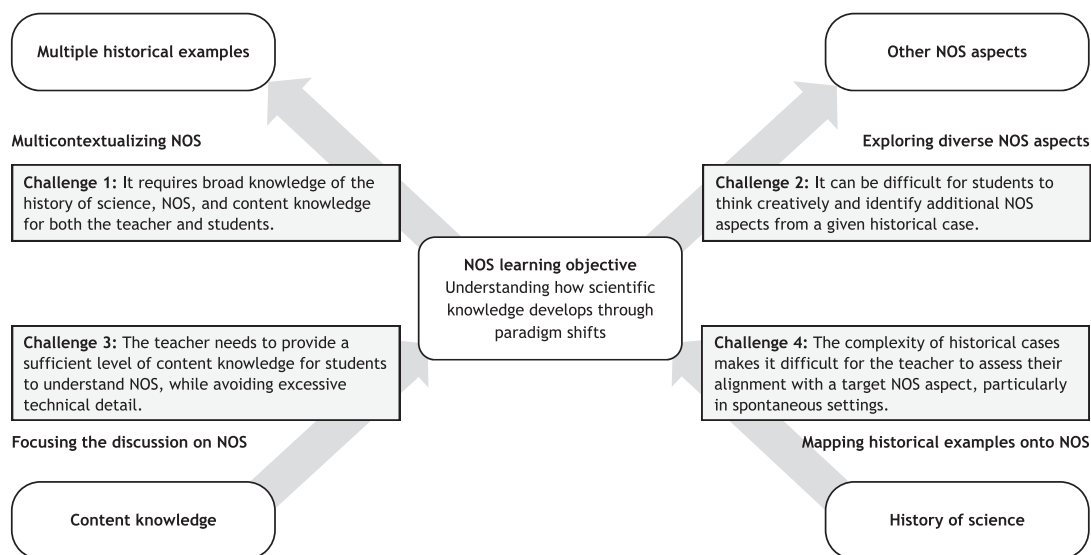 Multiple historical examples
Other NOS aspects
Multicontextualizing NOS
Exploring diverse NOS aspects
Challenge 1: It requires broad knowledge of the
history of science, NOS, and content knowledge
for both the teacher and students.
Challenge 2: It can be difficult for students to
think creatively and identify additional NOS
aspects from a given historical case.
NOS learning objective
Understanding how scientific
knowledge develops through
paradigm shifts
Challenge 3: The teacher needs to provide a
sufficient level of content knowledge for students
to understand NOS, while avoiding excessive
technical detail.
Challenge 4: The complexity of historical cases
makes it difficult for the teacher to assess their
alignment with a target NOS aspect, particularly
in spontaneous settings.
Focusing the discussion on NOS
Mapping historical examples onto NOS
Content knowledge
History of science